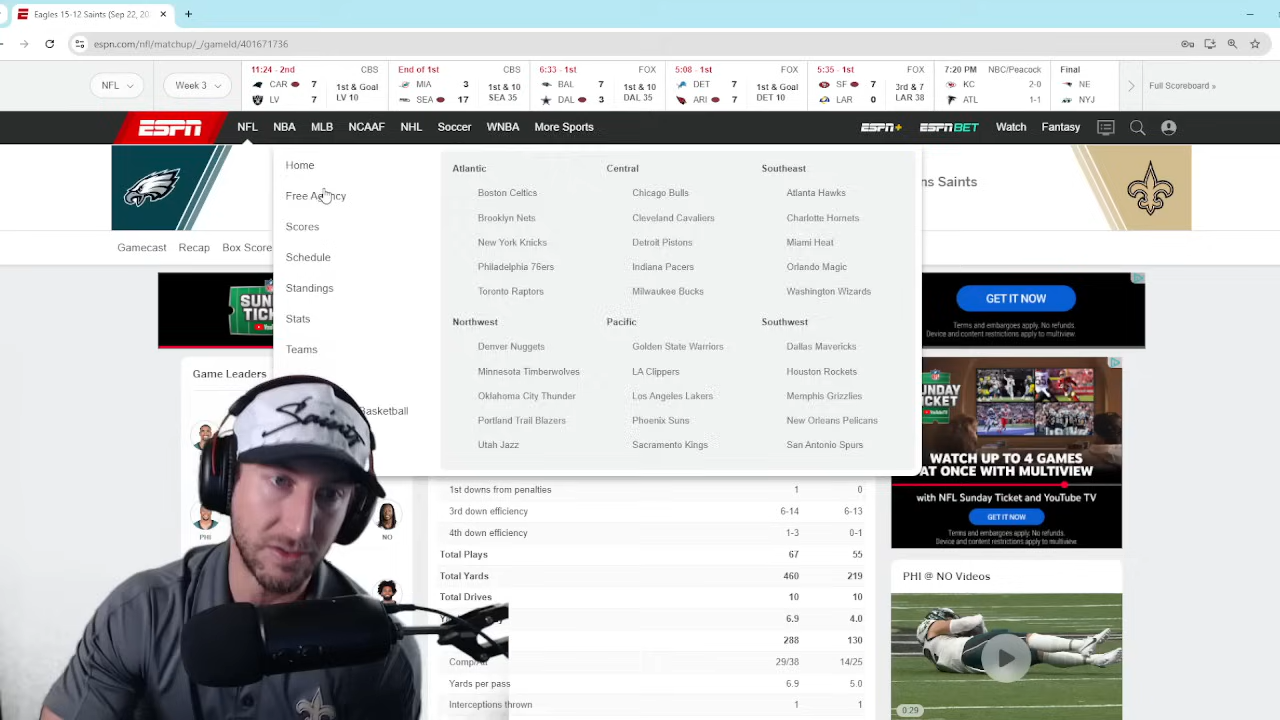 Eagles 15-12 Saints (Sep 22, 20
espn.com/nfl/matchup/_/gameId/401671736
NFL
Week 3
11:24 - 2nd CBS
CAR 7 1st & Goal
LV 7 LV 10
End of 1st CBS
MIA 3 1st & 10
SEA 17 SEA 35
6:33 - 1st FOX
BAL 7 1st & 10
DAL 3 DAL 35
5:08 - 1st FOX
DET 7 1st & Goal
ARI 7 DET 10
5:35 - 1st FOX
SF 7 3rd & 7
LAR 0 LAR 38
7:20 PM NBC/Peacock
KC 2-0
ATL 1-1
Final
NE
NYJ
Full Scoreboard »
ESPN NFL NBA MLB NCAAF NHL Soccer WNBA More Sports ESPN+ ESPN BET Watch Fantasy
ns Saints
Gamecast Recap Box Score
Home
Free Agency
Scores
Schedule
Standings
Stats
Teams
Basketball
Atlantic
Boston Celtics
Brooklyn Nets
New York Knicks
Philadelphia 76ers
Toronto Raptors
Central
Chicago Bulls
Cleveland Cavaliers
Detroit Pistons
Indiana Pacers
Milwaukee Bucks
Southeast
Atlanta Hawks
Charlotte Hornets
Miami Heat
Orlando Magic
Washington Wizards
Northwest
Denver Nuggets
Minnesota Timberwolves
Oklahoma City Thunder
Portland Trail Blazers
Utah Jazz
Pacific
Golden State Warriors
LA Clippers
Los Angeles Lakers
Phoenix Suns
Sacramento Kings
Southwest
Dallas Mavericks
Houston Rockets
Memphis Grizzlies
New Orleans Pelicans
San Antonio Spurs
SUND
TICKET
GET IT NOW
Terms and embargoes apply. No refunds.
Device and content restrictions apply to multiview.
Game Leaders
PHI
NO
1st downs from penalties 1 0
3rd down efficiency 6-14 6-13
4th down efficiency 1-3 0-1
Total Plays 67 55
Total Yards 460 219
Total Drives 10 10
6.9 4.0
288 130
29/38 14/25
Yards per pass 6.9 5.0
Interceptions thrown 1 1
SUNDAY
TICKET
WATCH UP TO 4 GAMES
AT ONCE WITH MULTIVIEW
with NFL Sunday Ticket and YouTube TV
GET IT NOW
Terms and embargoes apply. No refunds.
Device and content restrictions apply to multiview.
PHI @ NO Videos
0:29